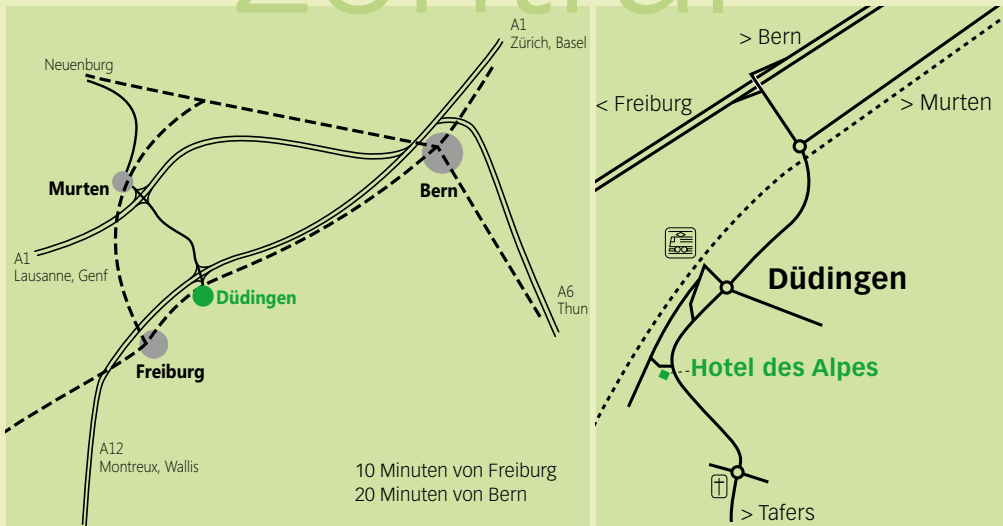 zentral
A1
Zürich, Basel
Neuenburg
Murten
Bern
A1
Lausanne, Genf
Düdingen
A6
Thun
Freiburg
A12
Montreux, Wallis
10 Minuten von Freiburg
20 Minuten von Bern
> Bern
< Freiburg
> Murten
Düdingen
Hotel des Alpes
> Tafers